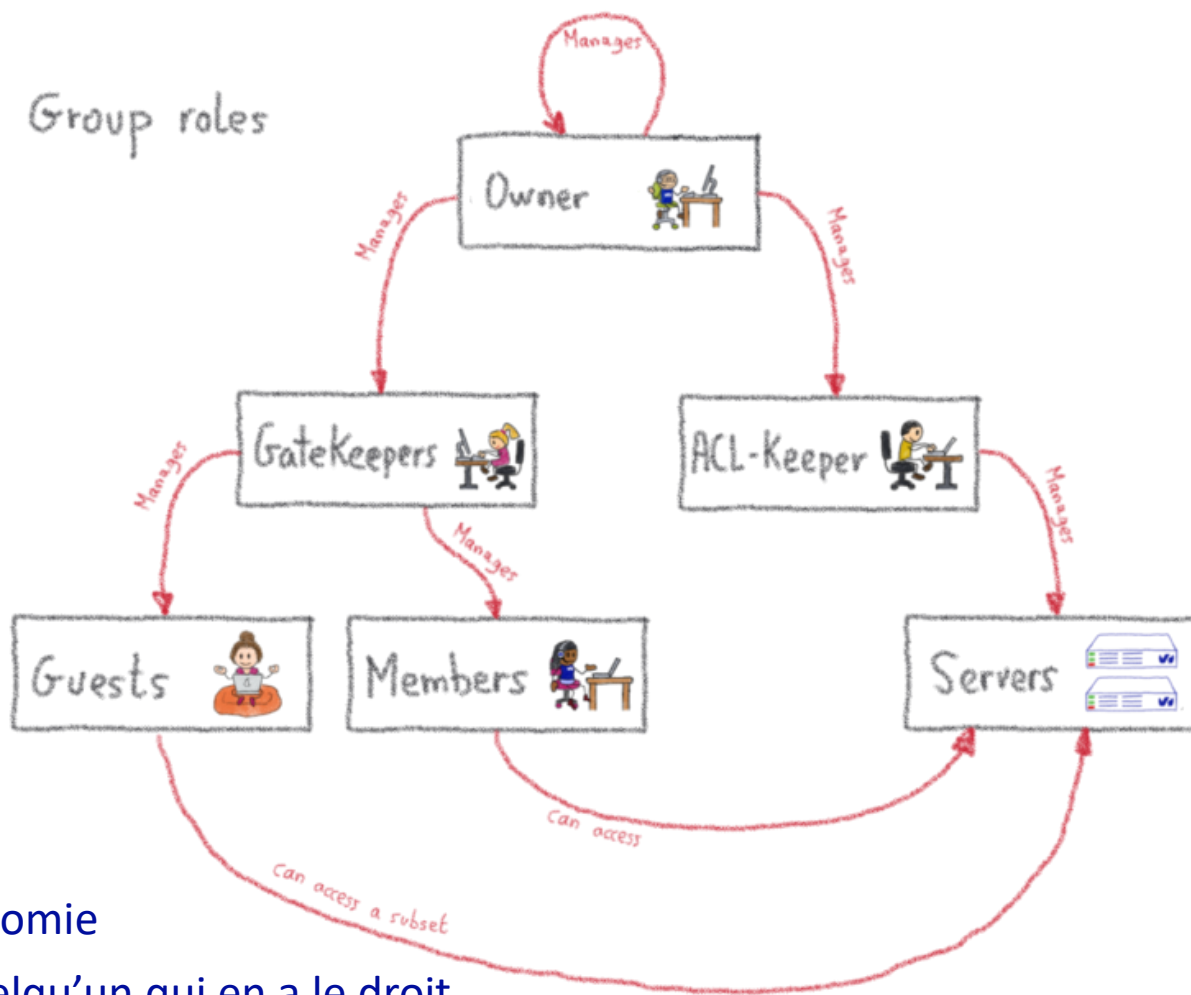 Group roles
Manages
Owner
Manages
Manages
GateKeepers
ACL-Keeper
Manages
Manages
Manages
Guests
Members
Servers
Can access
Can access a subset
omie
elqu'un qui en a le droit